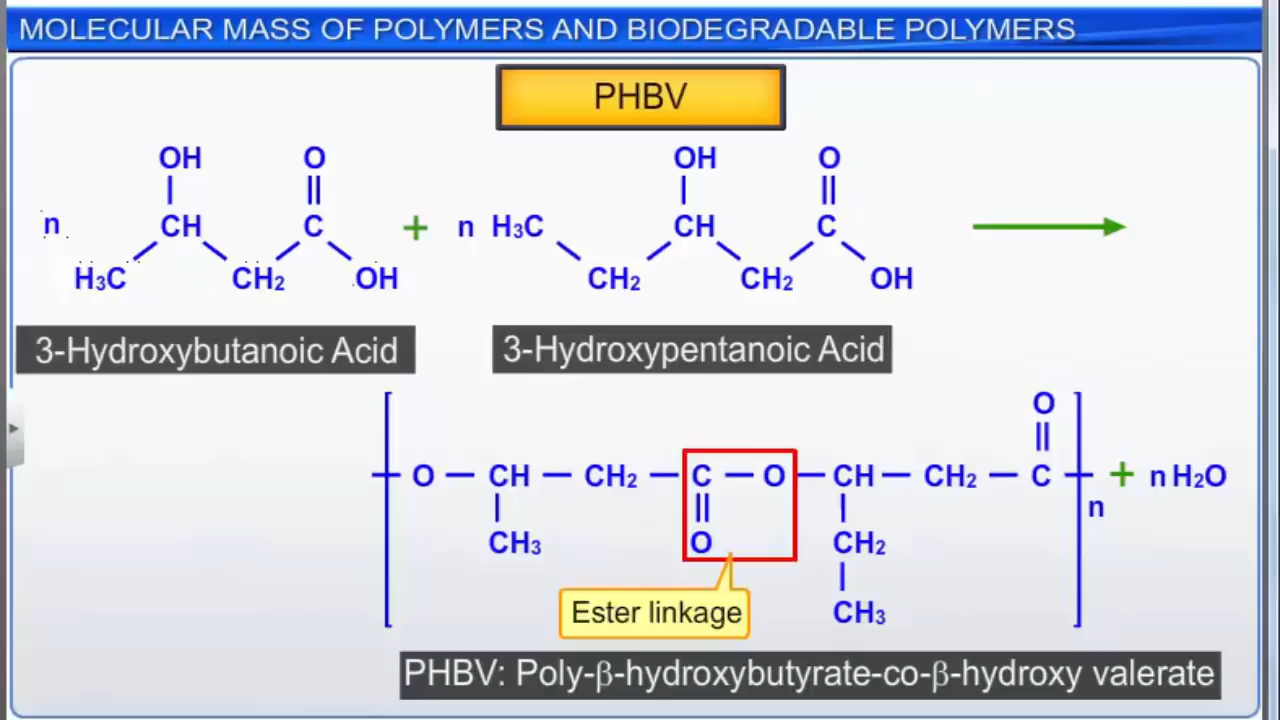 MOLECULAR MASS OF POLYMERS AND BIODEGRADABLE POLYMERS
PHBV
OH O OH O
n CH C + n H₃C CH C
H₃C CH₂ OH CH₂ CH₂ OH
3-Hydroxybutanoic Acid 3-Hydroxypentanoic Acid
O
O — CH — CH₂ — C — O — CH — CH₂ — C + n H₂O
n
CH₃ O CH₂
Ester linkage CH₃
PHBV: Poly-β-hydroxybutyrate-co-β-hydroxy valerate